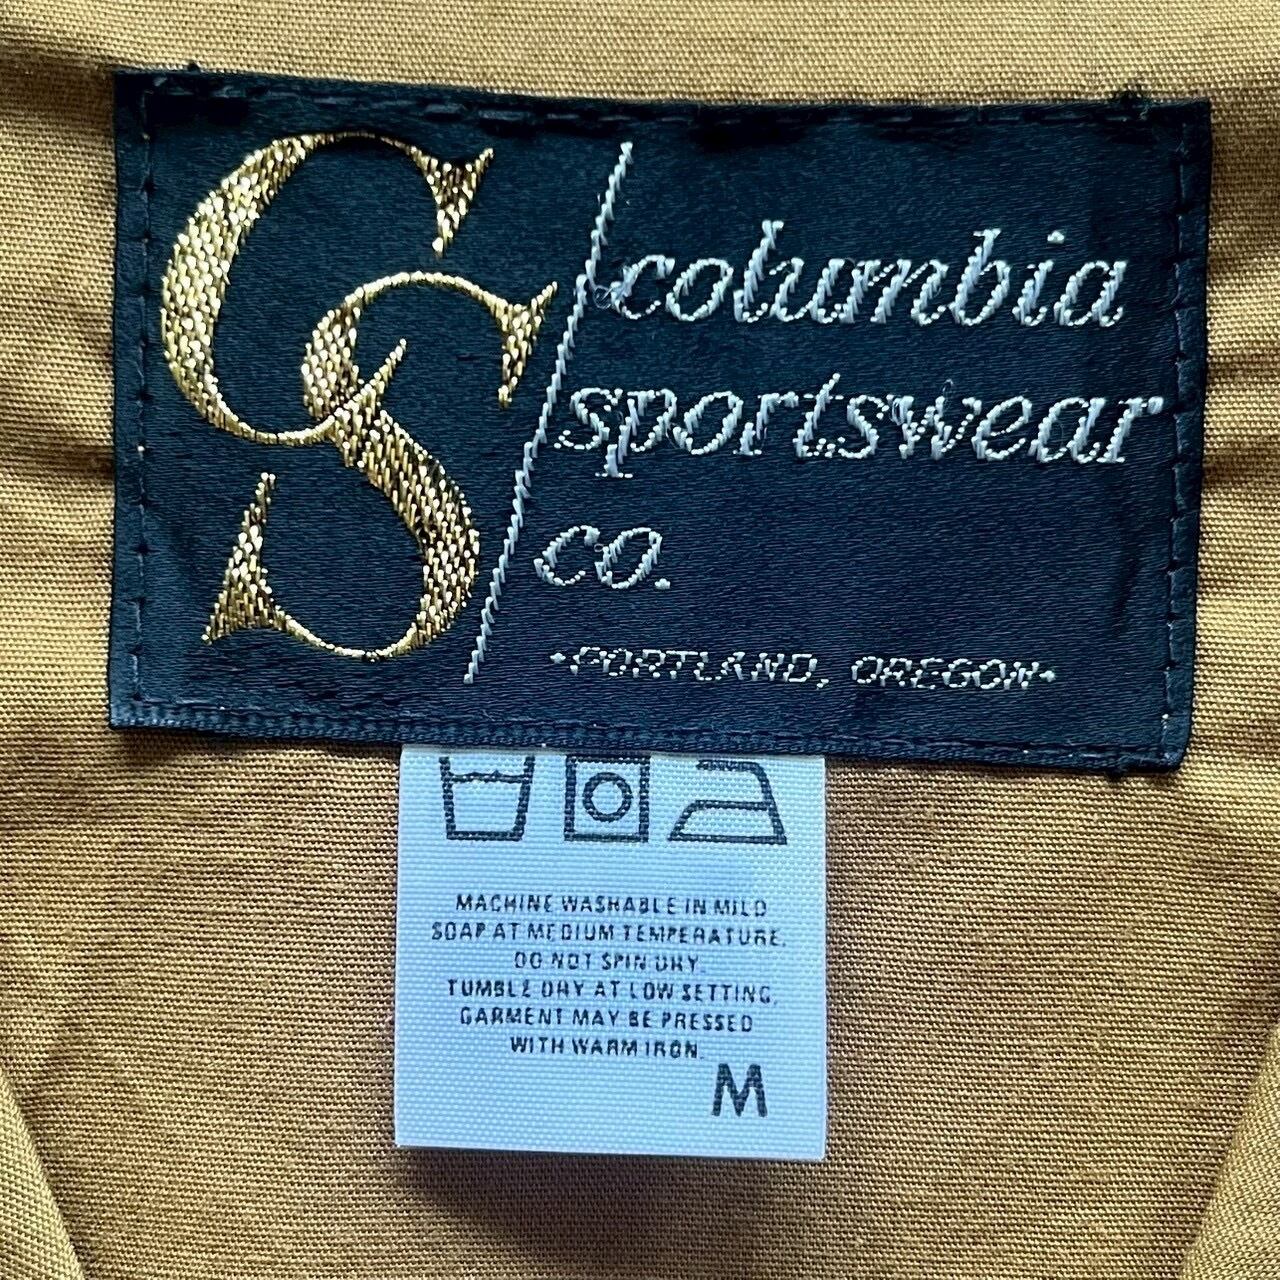 CS
columbia
sportswear
co.
•PORTLAND, OREGON•
MACHINE WASHABLE IN MILD
SOAP AT MEDIUM TEMPERATURE.
DO NOT SPIN DRY.
TUMBLE DRY AT LOW SETTING.
GARMENT MAY BE PRESSED
WITH WARM IRON.
M